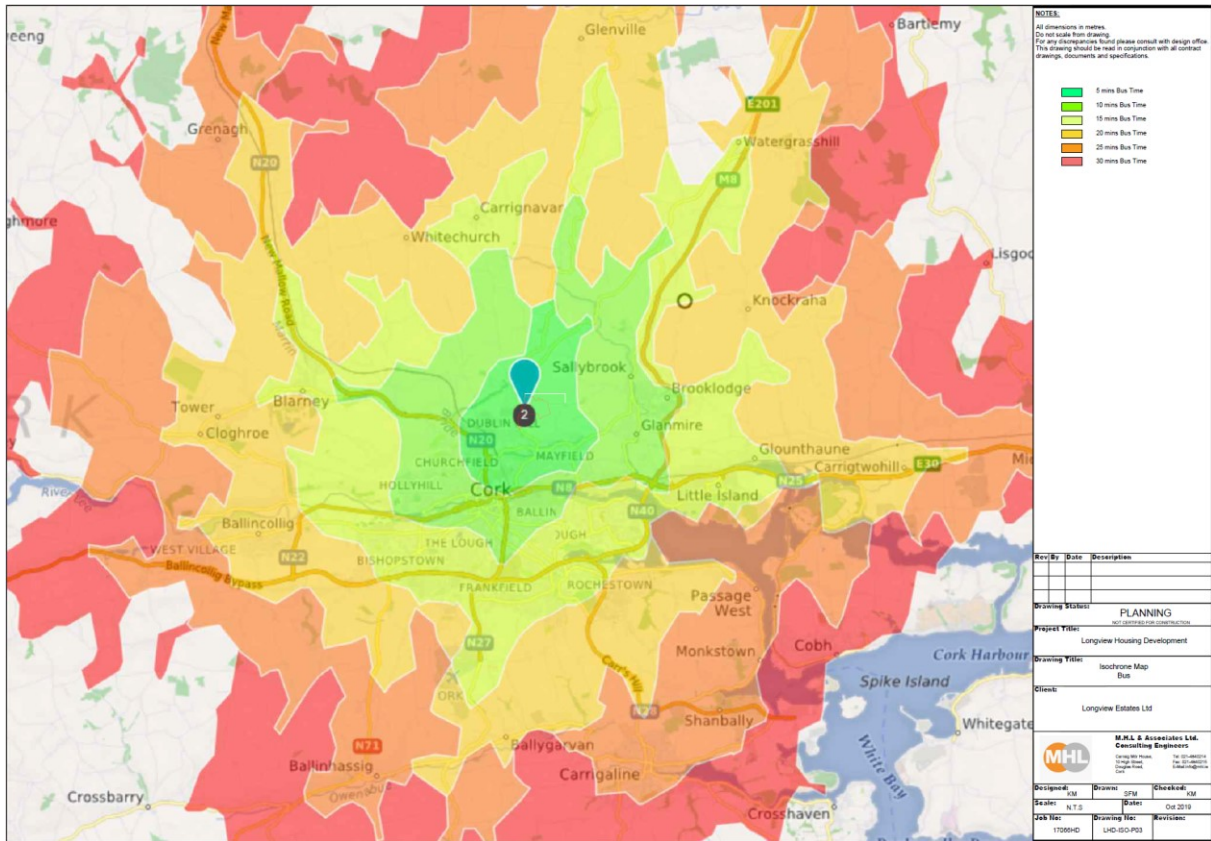 Bartlemy
Glenville
E201
Grenagh
Watergrasshill
N20
M8
Carrignavar
Whitechurch
New Mallow Road
Martin
Knockraha
Sallybrook
Brooklodge
Tower
Blarney
Cloghroe
2
N20
MAYFIELD
Glanmire
Glounthaune
CHURCHFIELD
Carrigtwohill
E30
HOLLYHILL
Cork
N8
N25
Little Island
BALLIN
N40
Ballincollig
THE LOUGH
WEST VILLAGE
N22
BISHOPSTOWN
Ballincollig Bypass
FRANKFIELD
ROCHESTOWN
Passage
West
N27
Monkstown
Cobh
Cork Harbour
Carr's Hill
Spike Island
Shanbally
Whitegate
N71
Ballygarvan
Ballinhassig
Carrigaline
White Bay
Crossbarry
Crosshaven
NOTES:
All dimensions in metres.
Do not scale from drawing.
For any discrepancies found please consult with design office.
This drawing should be read in conjunction with all contract
drawings, documents and specifications.
5 mins Bus Time
10 mins Bus Time
15 mins Bus Time
20 mins Bus Time
25 mins Bus Time
30 mins Bus Time
Rev By Date Description
Drawing Status:
PLANNING
NOT CERTIFIED FOR CONSTRUCTION
Project Title:
Longview Housing Development
Drawing Title:
Isochrone Map
Bus
Client:
Longview Estates Ltd
MHL
M.H.L & Associates Ltd.
Consulting Engineers
Designed: KM Drawn: SFM Checked: KM
Scale: N.T.S Date: Oct 2019
Job No: Drawing No: Revision:
17066HD LHD-ISO-P03